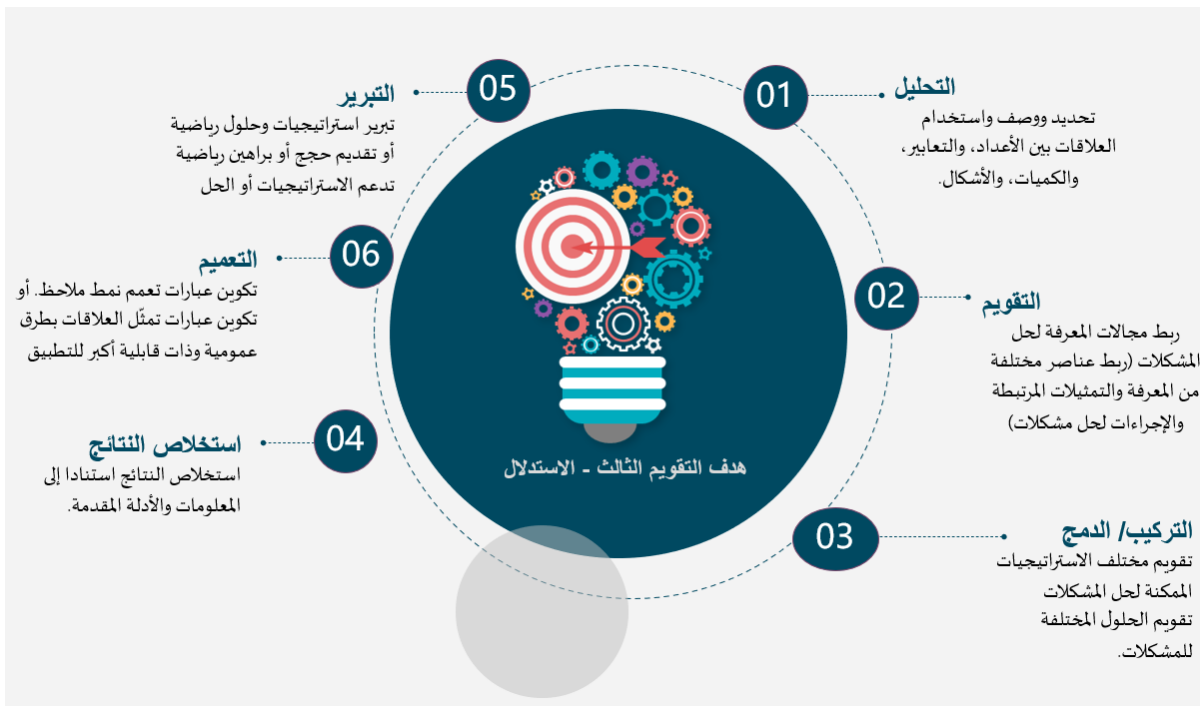 هدف التقويم الثالث - الاستدلال
01
التحليل
تحديد ووصف واستخدام
العلاقات بين الأعداد، والتعابير،
والكميات، والأشكال.
02
التقويم
ربط مجالات المعرفة لحل
المشكلات (ربط عناصر مختلفة
من المعرفة والتمثيلات المرتبطة
والإجراءات لحل مشكلات)
03
التركيب/ الدمج
تقويم مختلف الاستراتيجيات
الممكنة لحل المشكلات
تقويم الحلول المختلفة
للمشكلات.
04
استخلاص النتائج
استخلاص النتائج استنادا إلى
المعلومات والأدلة المقدمة.
05
التبرير
تبرير استراتيجيات وحلول رياضية
أو تقديم حجج أو براهين رياضية
تدعم الاستراتيجيات أو الحل
06
التعميم
تكوين عبارات تعمم نمط ملاحظ. أو
تكوين عبارات تمثّل العلاقات بطرق
عمومية وذات قابلية أكبر للتطبيق